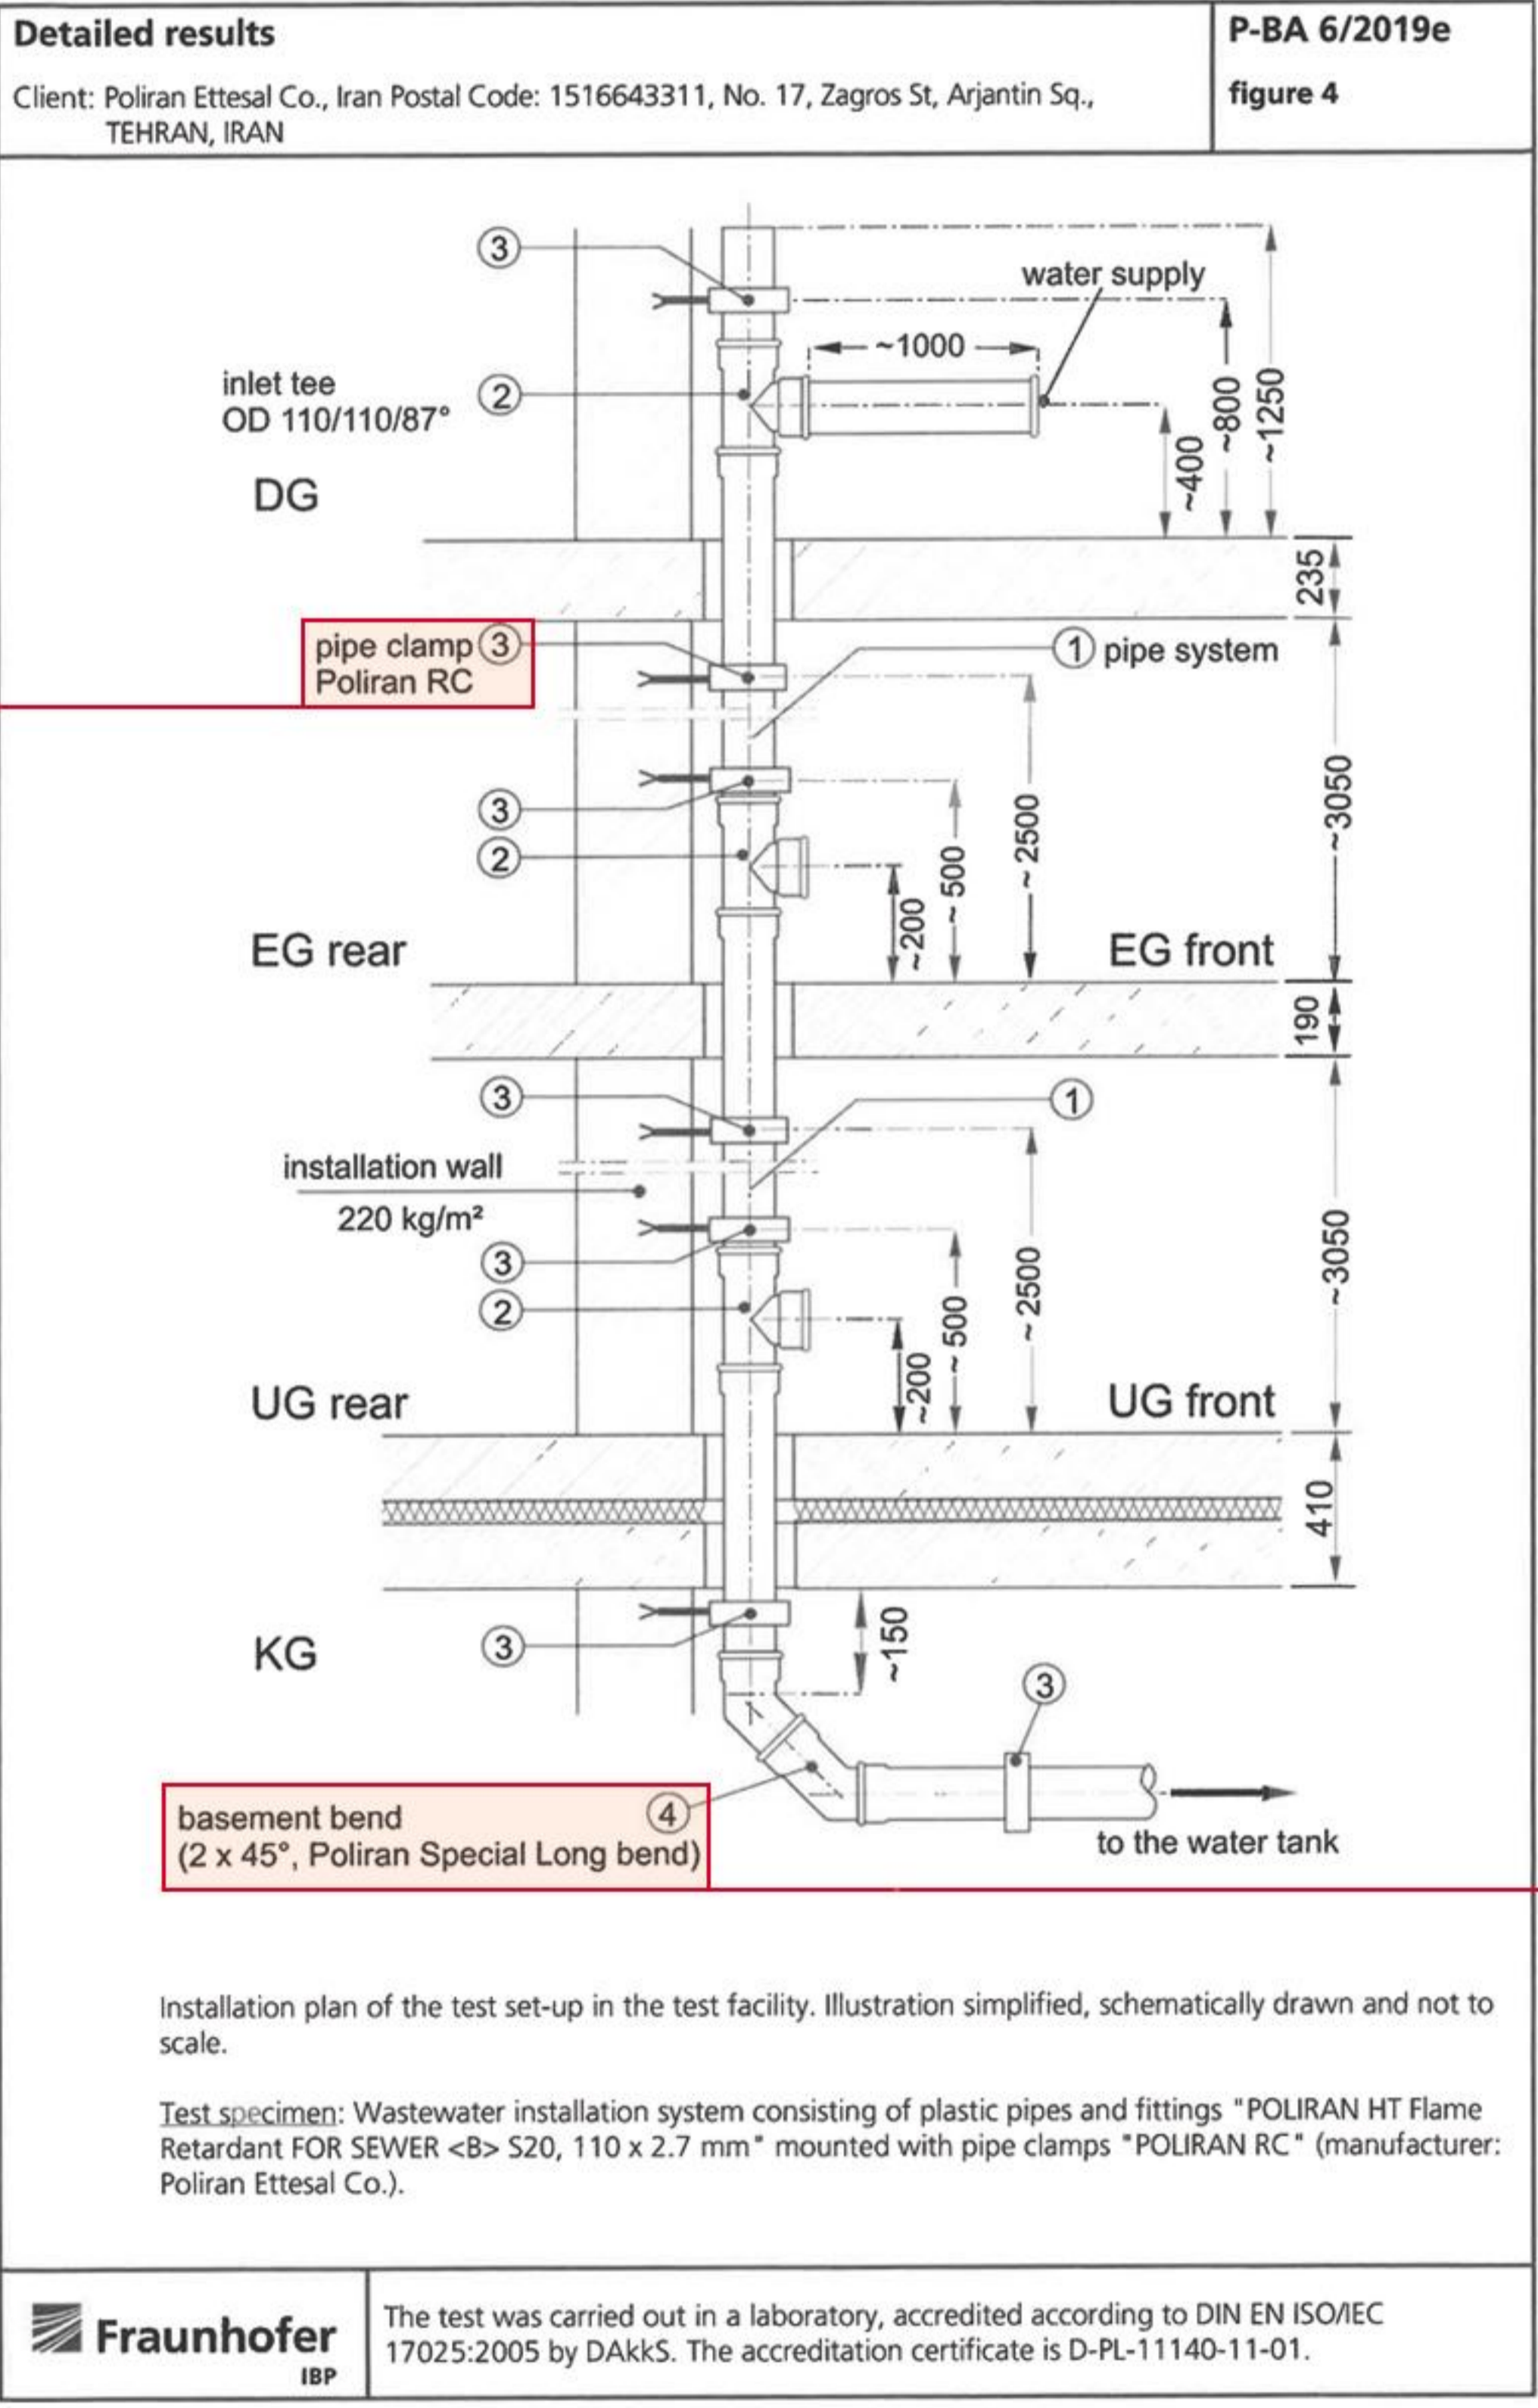 Detailed results
P-BA 6/2019e
Client: Poliran Ettesal Co., Iran Postal Code: 1516643311, No. 17, Zagros St, Arjantin Sq.,
TEHRAN, IRAN
figure 4
3
water supply
~1000
inlet tee
OD 110/110/87°
2
~400
~800
~1250
DG
235
pipe clamp 3
Poliran RC
1 pipe system
3
2
~200
~ 500
~ 2500
~3050
EG rear
EG front
190
3
1
installation wall
220 kg/m²
3
2
~200
~ 500
~ 2500
~3050
UG rear
UG front
410
KG
3
~150
3
basement bend 4
(2 x 45°, Poliran Special Long bend)
to the water tank
Installation plan of the test set-up in the test facility. Illustration simplified, schematically drawn and not to
scale.
Test specimen: Wastewater installation system consisting of plastic pipes and fittings "POLIRAN HT Flame
Retardant FOR SEWER <B> S20, 110 x 2.7 mm" mounted with pipe clamps "POLIRAN RC" (manufacturer:
Poliran Ettesal Co.).
Fraunhofer
IBP
The test was carried out in a laboratory, accredited according to DIN EN ISO/IEC
17025:2005 by DAkkS. The accreditation certificate is D-PL-11140-11-01.